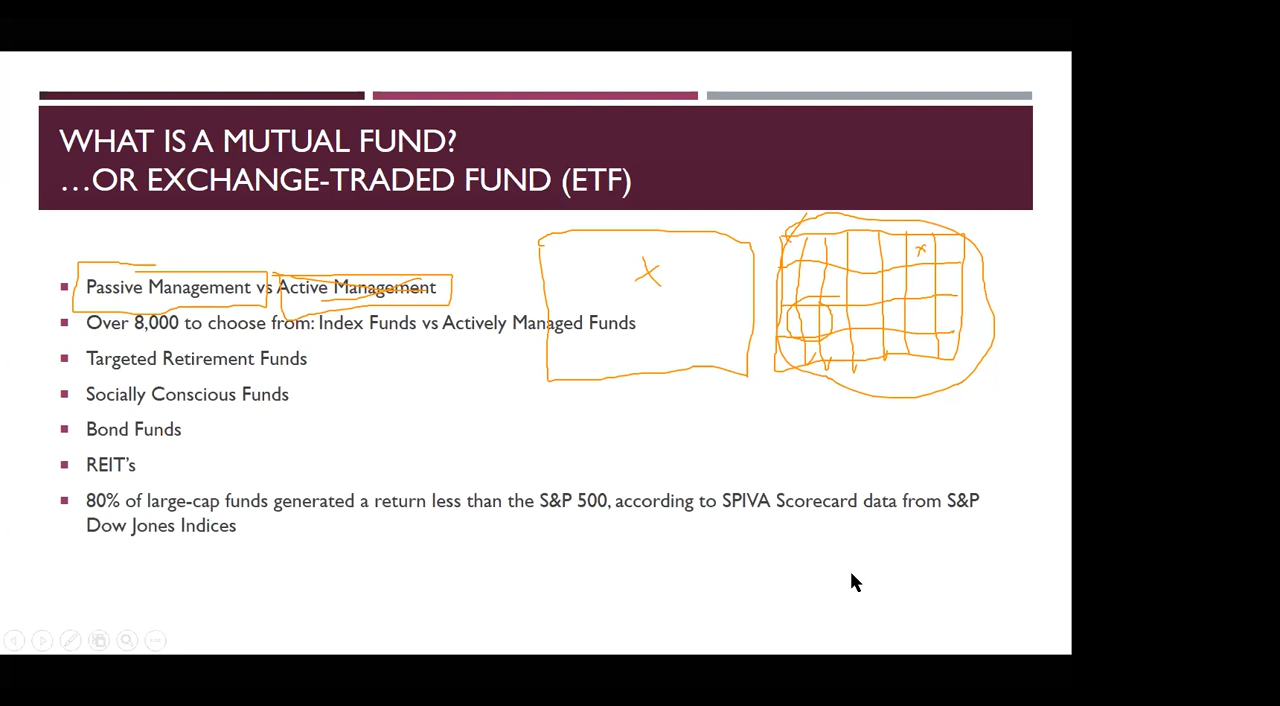 WHAT IS A MUTUAL FUND?
…OR EXCHANGE-TRADED FUND (ETF)
Passive Management vs Active Management
Over 8,000 to choose from: Index Funds vs Actively Managed Funds
Targeted Retirement Funds
Socially Conscious Funds
Bond Funds
REIT’s
80% of large-cap funds generated a return less than the S&P 500, according to SPIVA Scorecard data from S&P
Dow Jones Indices